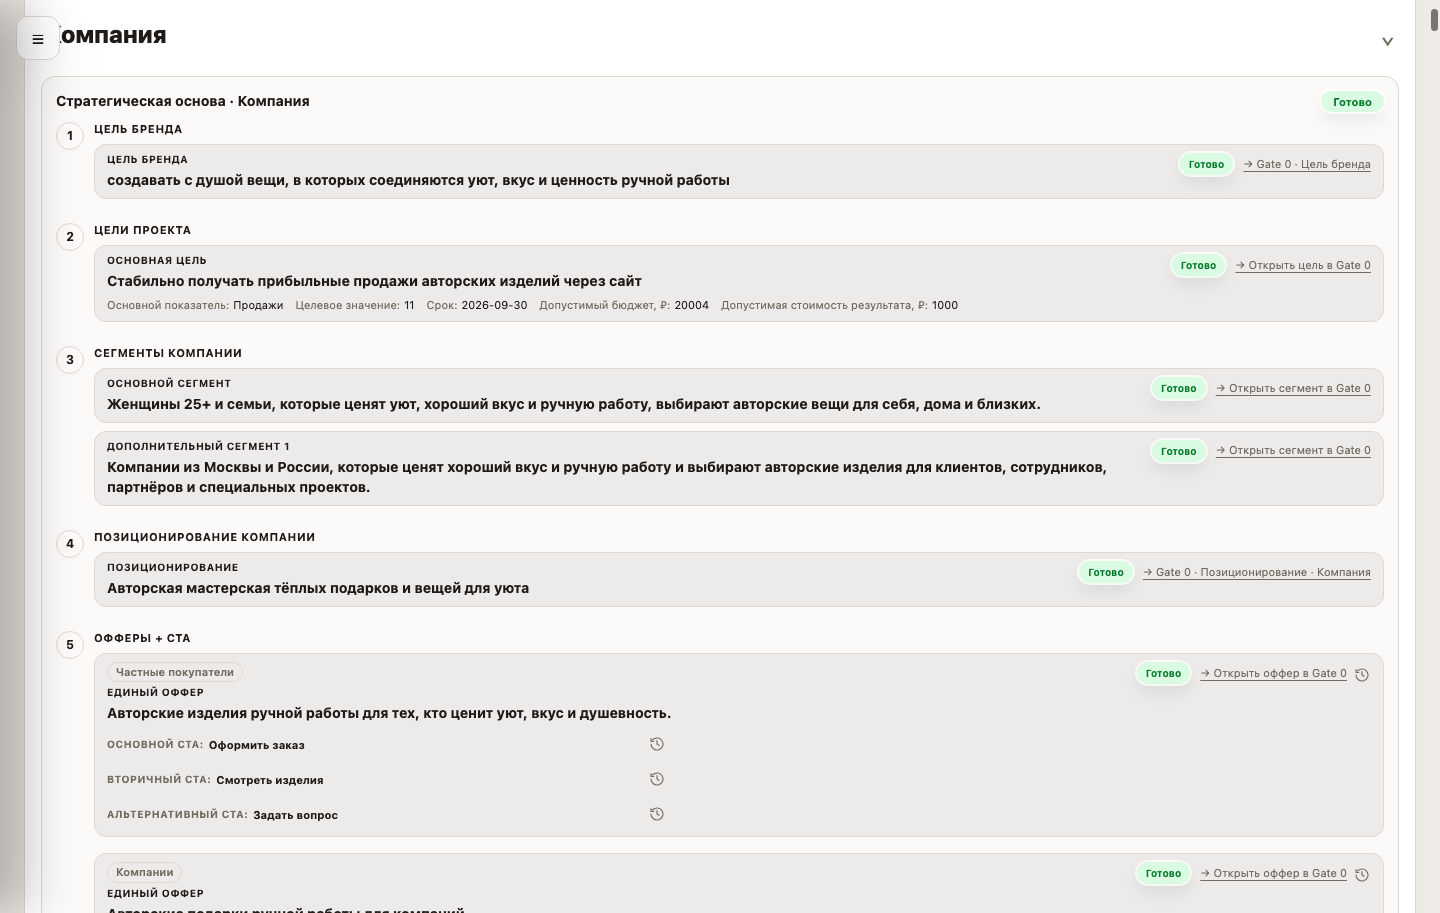 Компания
Стратегическая основа · Компания
Готово
1
ЦЕЛЬ БРЕНДА
ЦЕЛЬ БРЕНДА
создавать с душой вещи, в которых соединяются уют, вкус и ценность ручной работы
Готово
→ Gate 0 · Цель бренда
2
ЦЕЛИ ПРОЕКТА
ОСНОВНАЯ ЦЕЛЬ
Стабильно получать прибыльные продажи авторских изделий через сайт
Основной показатель: Продажи Целевое значение: 11 Срок: 2026-09-30 Допустимый бюджет, ₽: 20004 Допустимая стоимость результата, ₽: 1000
Готово
→ Открыть цель в Gate 0
3
СЕГМЕНТЫ КОМПАНИИ
ОСНОВНОЙ СЕГМЕНТ
Женщины 25+ и семьи, которые ценят уют, хороший вкус и ручную работу, выбирают авторские вещи для себя, дома и близких.
Готово
→ Открыть сегмент в Gate 0
ДОПОЛНИТЕЛЬНЫЙ СЕГМЕНТ 1
Компании из Москвы и России, которые ценят хороший вкус и ручную работу и выбирают авторские изделия для клиентов, сотрудников,
партнёров и специальных проектов.
Готово
→ Открыть сегмент в Gate 0
4
ПОЗИЦИОНИРОВАНИЕ КОМПАНИИ
ПОЗИЦИОНИРОВАНИЕ
Авторская мастерская тёплых подарков и вещей для уюта
Готово
→ Gate 0 · Позиционирование · Компания
5
ОФФЕРЫ + CTA
Частные покупатели
ЕДИНЫЙ ОФФЕР
Авторские изделия ручной работы для тех, кто ценит уют, вкус и душевность.
Готово
→ Открыть оффер в Gate 0
ОСНОВНОЙ CTA: Оформить заказ
ВТОРИЧНЫЙ CTA: Смотреть изделия
АЛЬТЕРНАТИВНЫЙ CTA: Задать вопрос
Компании
ЕДИНЫЙ ОФФЕР
Авторские подарки ручной работы для компаний
Готово
→ Открыть оффер в Gate 0